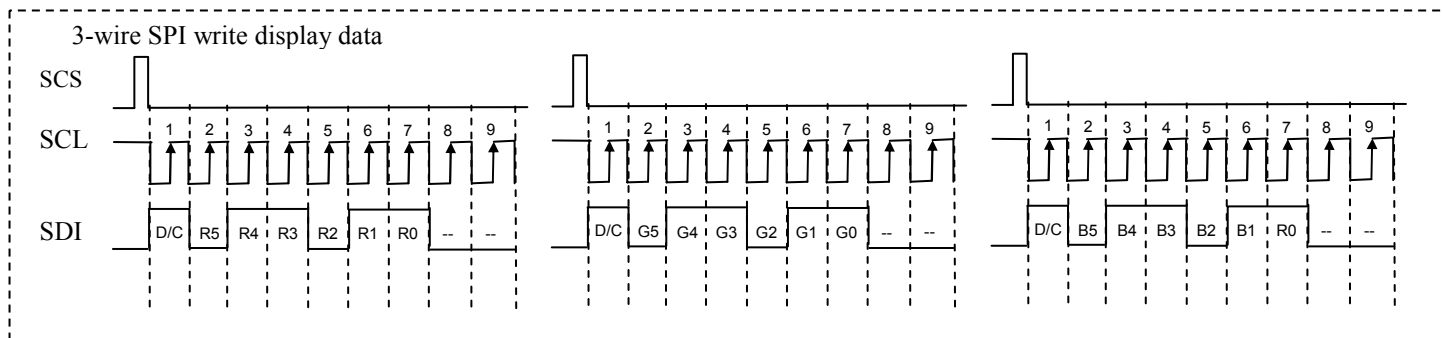 3-wire SPI write display data
SCS
SCL 1 2 3 4 5 6 7 8 9 1 2 3 4 5 6 7 8 9 1 2 3 4 5 6 7 8 9
SDI D/C R5 R4 R3 R2 R1 R0 -- -- D/C G5 G4 G3 G2 G1 G0 -- -- D/C B5 B4 B3 B2 B1 R0 -- --